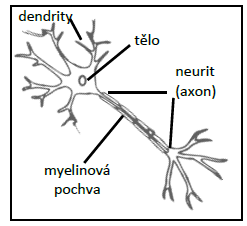 dendrity
tělo
neurit
(axon)
myelinová
pochva